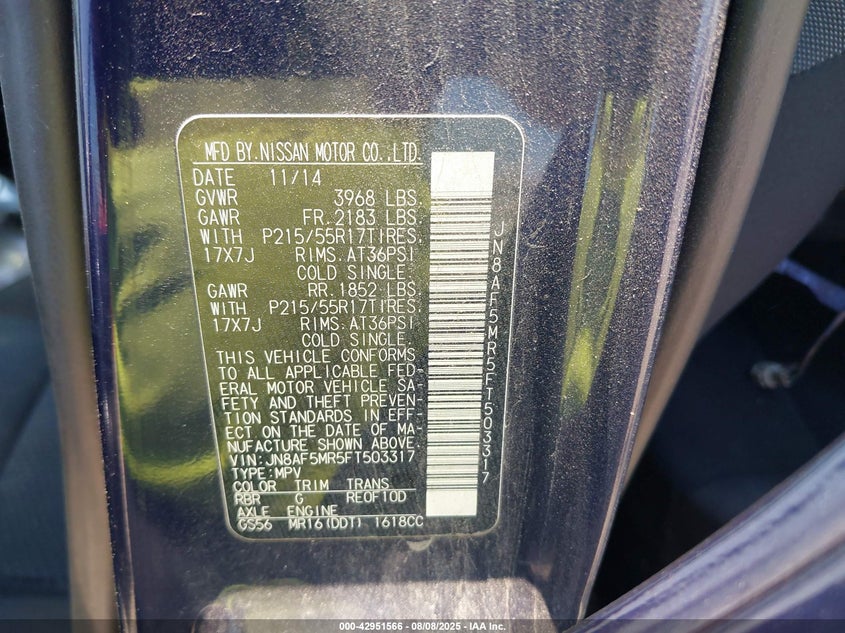 MFD BY NISSAN MOTOR CO.,LTD.
DATE 11/14
GVWR 3968 LBS.
GAWR FR.2183 LBS.
WITH P215/55R17TIRES.
17X7J RIMS.AT36PSI
COLD SINGLE.
GAWR RR.1852 LBS.
WITH P215/55R17TIRES.
17X7J RIMS.AT36PSI
COLD SINGLE.
THIS VEHICLE CONFORMS
TO ALL APPLICABLE FED-
ERAL MOTOR VEHICLE SA-
FETY AND THEFT PREVEN-
TION STANDARDS IN EFF-
ECT ON THE DATE OF MA-
NUFACTURE SHOWN ABOVE.
VIN:JN8AF5MR5FT503317
TYPE:MPV
COLOR TRIM TRANS
RBR G RE0F10D
AXLE ENGINE
GS56 MR16(DDT) 1618CC
JN8AF5MR5FT503317
000-42951566 - 08/08/2025 - IAA Inc.